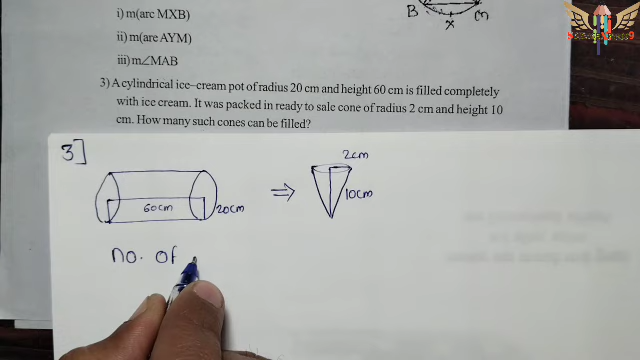 i) m(arc MXB)
ii) m(arc AYM)
iii) m∠MAB
B
X
M
3) A cylindrical ice–cream pot of radius 20 cm and height 60 cm is filled completely
with ice cream. It was packed in ready to sale cone of radius 2 cm and height 10
cm. How many such cones can be filled?
3]
60cm
20cm
⇒
2cm
10cm
no. of